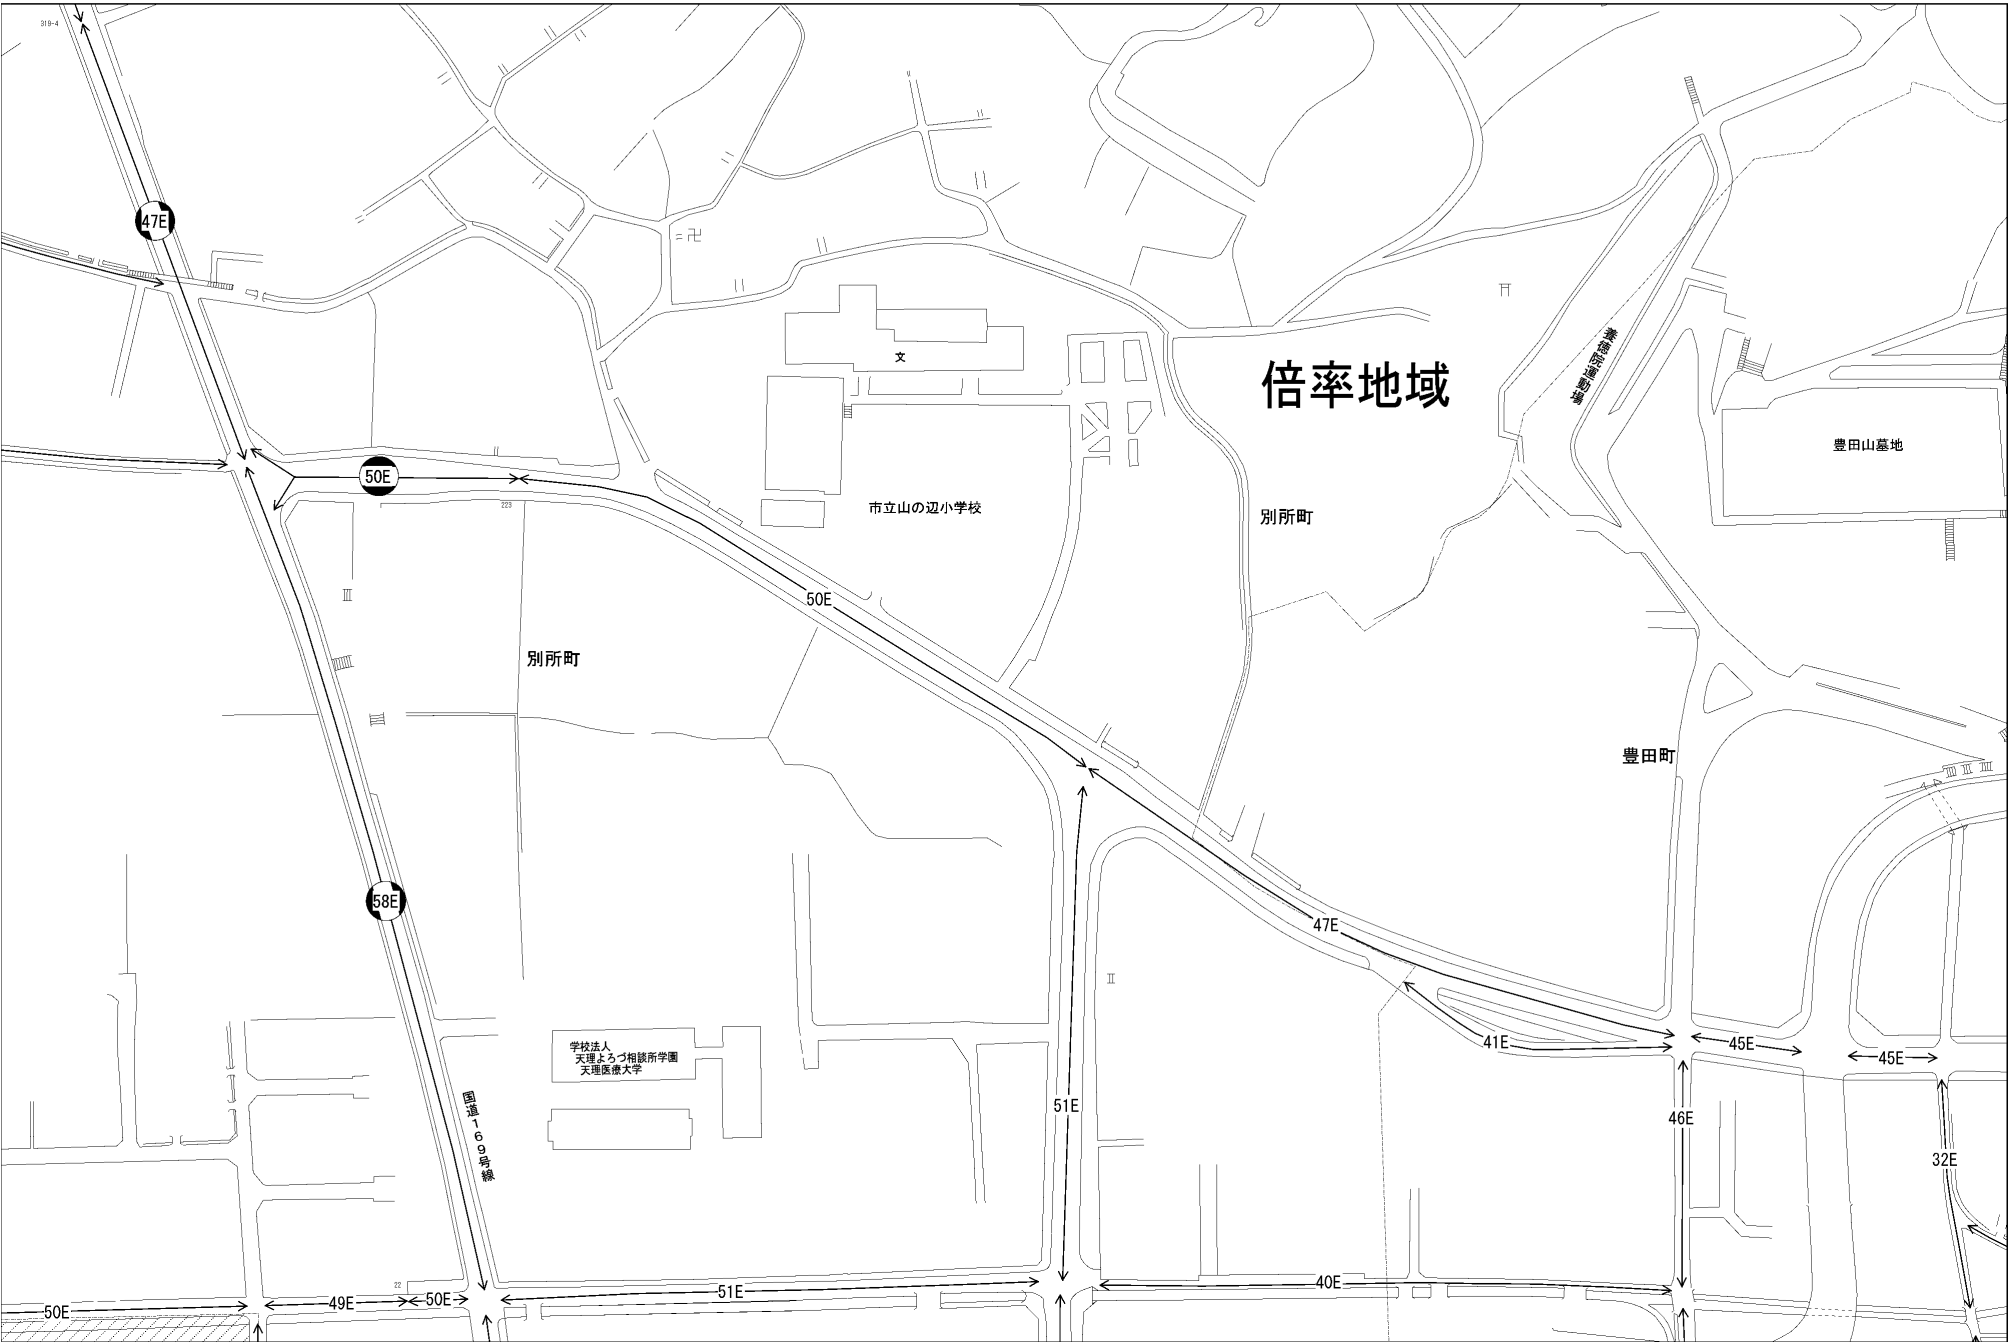 319-4
47E
文
倍率地域
養徳院運動場
豊田山墓地
50E
223
市立山の辺小学校
別所町
50E
別所町
豊田町
58E
47E
学校法人
天理よろづ相談所学園
天理医療大学
41E
45E
45E
国道169号線
51E
46E
32E
22
50E
49E
50E
51E
40E